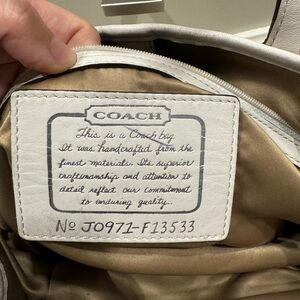 COACH
This is a Coach bag.
It was handcrafted from the
finest materials. Its superior
craftsmanship and attention to
detail reflect our commitment
to enduring quality.
Nº J0971-F13533